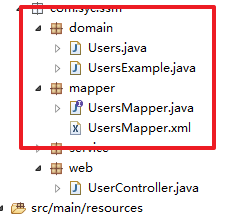 com.syc.ssm
domain
Users.java
UsersExample.java
mapper
UsersMapper.java
UsersMapper.xml
service
web
UserController.java
src/main/resources